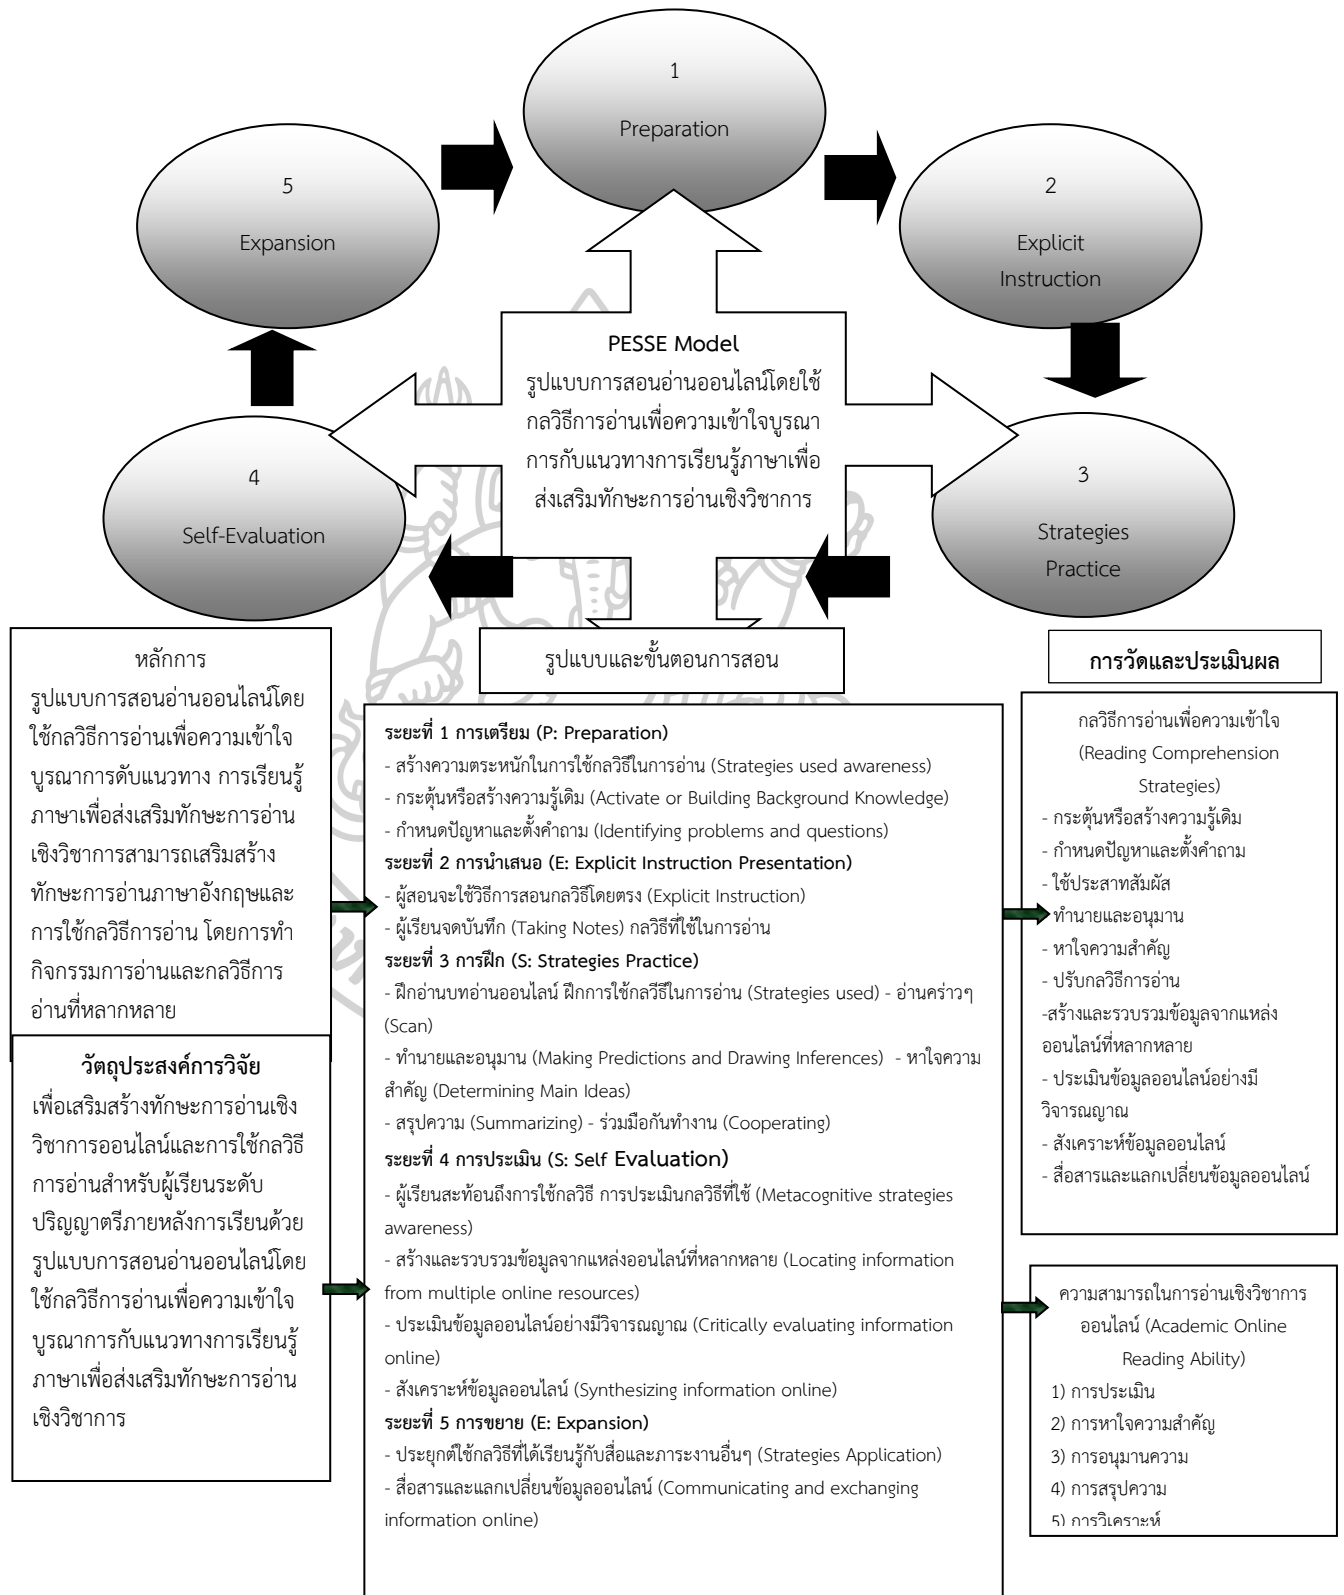 1
Preparation
5
Expansion
2
Explicit
Instruction
PESSE Model
รูปแบบการสอนอ่านออนไลน์โดยใช้
กลวิธีการอ่านเพื่อความเข้าใจบูรณา
การกับแนวทางการเรียนรู้ภาษาเพื่อ
ส่งเสริมทักษะการอ่านเชิงวิชาการ
4
Self-Evaluation
3
Strategies
Practice
หลักการ
รูปแบบการสอนอ่านออนไลน์โดย
ใช้กลวิธีการอ่านเพื่อความเข้าใจ
บูรณาการดับแนวทาง การเรียนรู้
ภาษาเพื่อส่งเสริมทักษะการอ่าน
เชิงวิชาการสามารถเสริมสร้าง
ทักษะการอ่านภาษาอังกฤษและ
การใช้กลวิธีการอ่าน โดยการทำ
กิจกรรมการอ่านและกลวิธีการ
อ่านที่หลากหลาย
วัตถุประสงค์การวิจัย
เพื่อเสริมสร้างทักษะการอ่านเชิง
วิชาการออนไลน์และการใช้กลวิธี
การอ่านสำหรับผู้เรียนระดับ
ปริญญาตรีภายหลังการเรียนด้วย
รูปแบบการสอนอ่านออนไลน์โดย
ใช้กลวิธีการอ่านเพื่อความเข้าใจ
บูรณาการกับแนวทางการเรียนรู้
ภาษาเพื่อส่งเสริมทักษะการอ่าน
เชิงวิชาการ
รูปแบบและขั้นตอนการสอน
ระยะที่ 1 การเตรียม (P: Preparation)
- สร้างความตระหนักในการใช้กลวิธีในการอ่าน (Strategies used awareness)
- กระตุ้นหรือสร้างความรู้เดิม (Activate or Building Background Knowledge)
- กำหนดปัญหาและตั้งคำถาม (Identifying problems and questions)
ระยะที่ 2 การนำเสนอ (E: Explicit Instruction Presentation)
- ผู้สอนจะใช้วิธีการสอนกลวิธีโดยตรง (Explicit Instruction)
- ผู้เรียนจดบันทึก (Taking Notes) กลวิธีที่ใช้ในการอ่าน
ระยะที่ 3 การฝึก (S: Strategies Practice)
- ฝึกอ่านบทอ่านออนไลน์ ฝึกการใช้กลวีธีในการอ่าน (Strategies used) - อ่านคร่าวๆ
(Scan)
- ทำนายและอนุมาน (Making Predictions and Drawing Inferences) - หาใจความ
สำคัญ (Determining Main Ideas)
- สรุปความ (Summarizing) - ร่วมมือกันทำงาน (Cooperating)
ระยะที่ 4 การประเมิน (S: Self Evaluation)
- ผู้เรียนสะท้อนถึงการใช้กลวิธี การประเมินกลวิธีที่ใช้ (Metacognitive strategies
awareness)
- สร้างและรวบรวมข้อมูลจากแหล่งออนไลน์ที่หลากหลาย (Locating information
from multiple online resources)
- ประเมินข้อมูลออนไลน์อย่างมีวิจารณญาณ (Critically evaluating information
online)
- สังเคราะห์ข้อมูลออนไลน์ (Synthesizing information online)
ระยะที่ 5 การขยาย (E: Expansion)
- ประยุกต์ใช้กลวิธีที่ได้เรียนรู้กับสื่อและภาระงานอื่นๆ (Strategies Application)
- สื่อสารและแลกเปลี่ยนข้อมูลออนไลน์ (Communicating and exchanging
information online)
การวัดและประเมินผล
กลวิธีการอ่านเพื่อความเข้าใจ
(Reading Comprehension
Strategies)
- กระตุ้นหรือสร้างความรู้เดิม
- กำหนดปัญหาและตั้งคำถาม
- ใช้ประสาทสัมผัส
- ทำนายและอนุมาน
- หาใจความสำคัญ
- ปรับกลวิธีการอ่าน
-สร้างและรวบรวมข้อมูลจากแหล่ง
ออนไลน์ที่หลากหลาย
- ประเมินข้อมูลออนไลน์อย่างมี
วิจารณญาณ
- สังเคราะห์ข้อมูลออนไลน์
- สื่อสารและแลกเปลี่ยนข้อมูลออนไลน์
ความสามารถในการอ่านเชิงวิชาการ
ออนไลน์ (Academic Online
Reading Ability)
1) การประเมิน
2) การหาใจความสำคัญ
3) การอนุมานความ
4) การสรุปความ
5) การวิเคราะห์